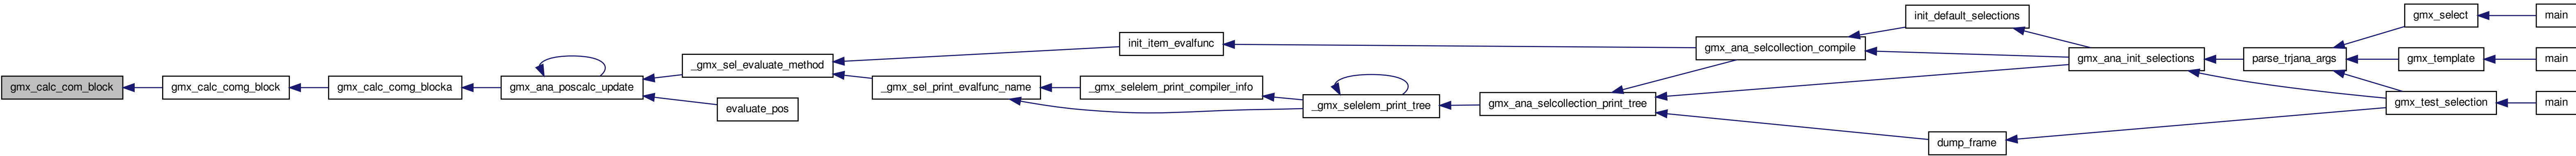 gmx_calc_com_block
gmx_calc_comg_block
gmx_calc_comg_blocka
gmx_ana_poscalc_update
_gmx_sel_evaluate_method
evaluate_pos
init_item_evalfunc
_gmx_sel_print_evalfunc_name
_gmx_selelem_print_compiler_info
_gmx_selelem_print_tree
gmx_ana_selcollection_print_tree
gmx_ana_selcollection_compile
init_default_selections
dump_frame
gmx_ana_init_selections
parse_trjana_args
gmx_select
gmx_template
gmx_test_selection
main
main
main